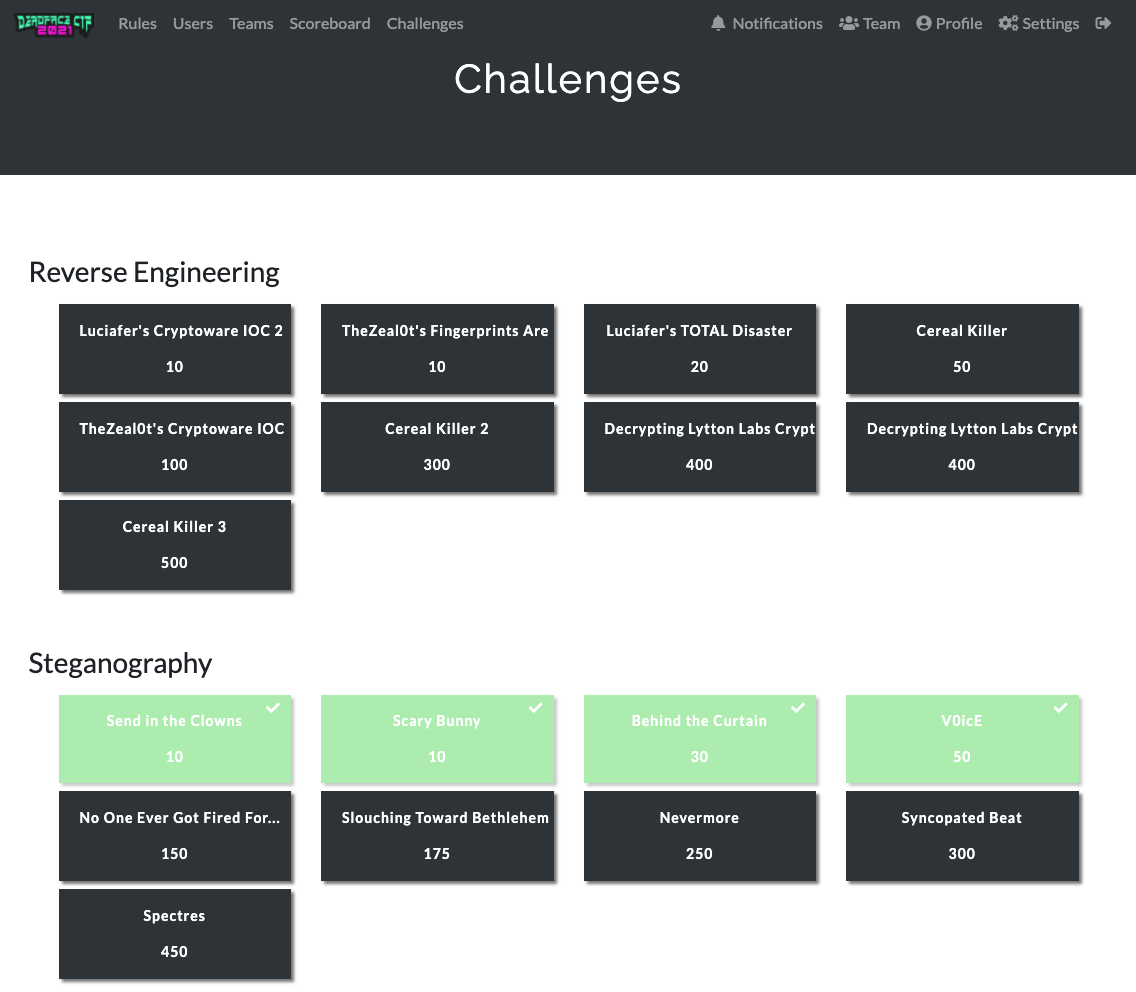 DEADFACE CTF Rules Users Teams Scoreboard Challenges Notifications Team Profile Settings
2021
Challenges
Reverse Engineering
Luciafer's Cryptoware IOC 2 TheZeal0t's Fingerprints Are Luciafer's TOTAL Disaster Cereal Killer
10 10 20 50
TheZeal0t's Cryptoware IOC Cereal Killer 2 Decrypting Lytton Labs Crypt Decrypting Lytton Labs Crypt
100 300 400 400
Cereal Killer 3
500
Steganography
Send in the Clowns Scary Bunny Behind the Curtain V0icE
10 10 30 50
No One Ever Got Fired For... Slouching Toward Bethlehem Nevermore Syncopated Beat
150 175 250 300
Spectres
450